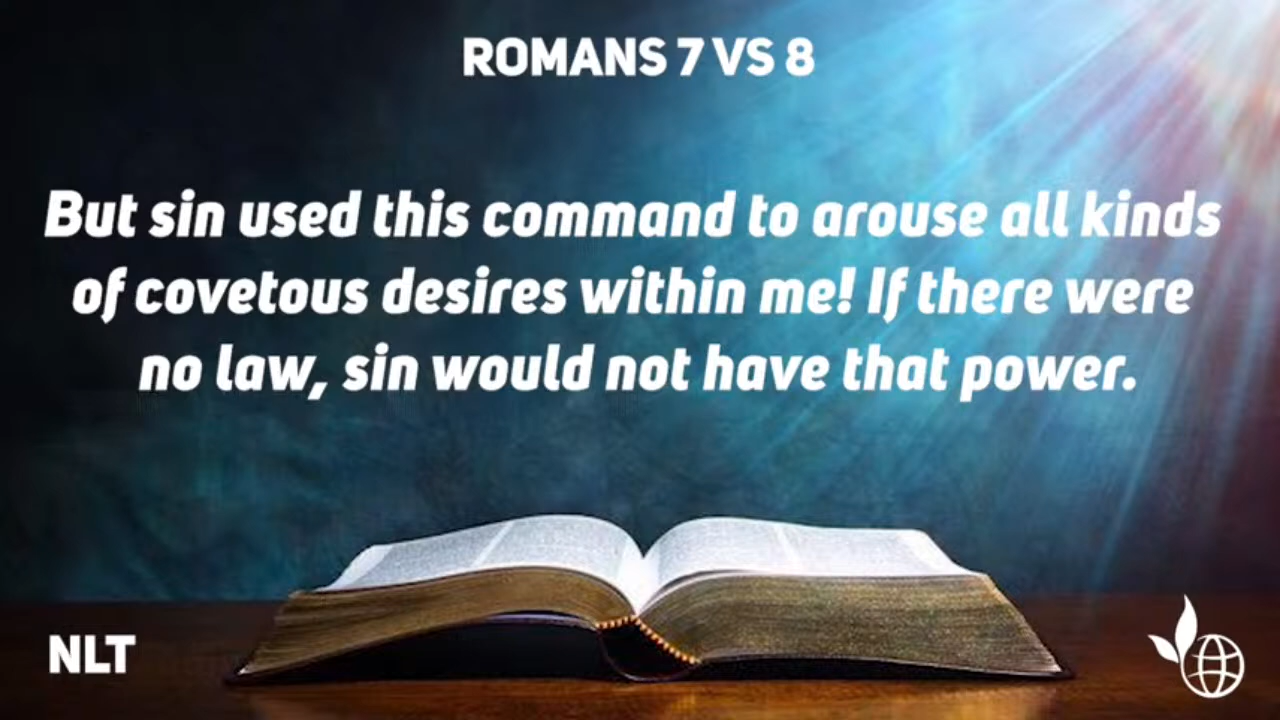 ROMANS 7 VS 8
But sin used this command to arouse all kinds
of covetous desires within me! If there were
no law, sin would not have that power.
NLT